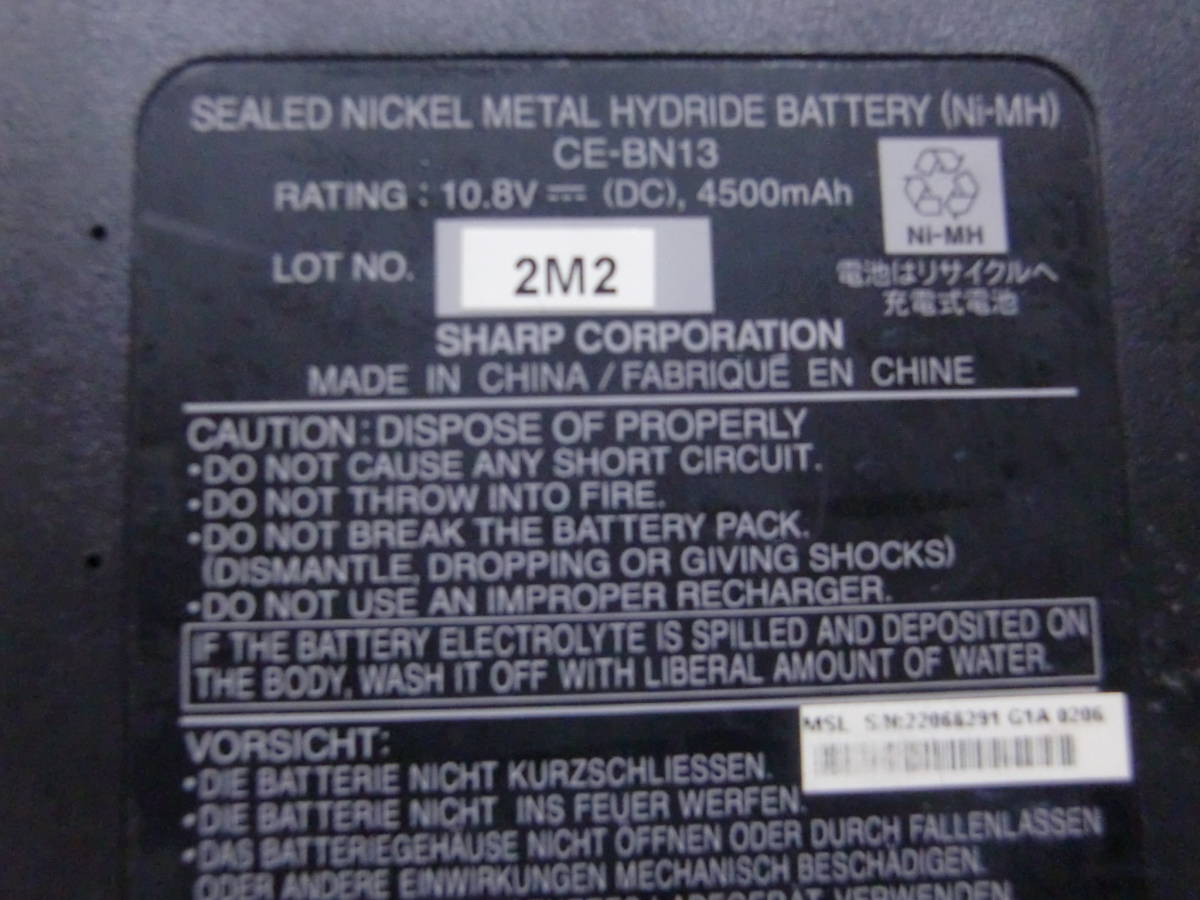 SEALED NICKEL METAL HYDRIDE BATTERY (Ni-MH)
CE-BN13
RATING : 10.8V ⎓ (DC), 4500mAh
Ni-MH
LOT NO. 2M2
電池はリサイクルへ
充電式電池
SHARP CORPORATION
MADE IN CHINA / FABRIQUÉ EN CHINE
CAUTION : DISPOSE OF PROPERLY
•DO NOT CAUSE ANY SHORT CIRCUIT.
•DO NOT THROW INTO FIRE.
•DO NOT BREAK THE BATTERY PACK.
(DISMANTLE, DROPPING OR GIVING SHOCKS)
•DO NOT USE AN IMPROPER RECHARGER.
IF THE BATTERY ELECTROLYTE IS SPILLED AND DEPOSITED ON
THE BODY, WASH IT OFF WITH LIBERAL AMOUNT OF WATER.
MSL S/N:22068291 G1A 0206
VORSICHT:
•DIE BATTERIE NICHT KURZSCHLIESSEN.
•DIE BATTERIE NICHT INS FEUER WERFEN.
•DAS BATTERIEGEHÄUSE NICHT ÖFFNEN ODER DURCH FALLENLASSEN
ODER ANDERE EINWIRKUNGEN MECHANISCH BESCHÄDIGEN.
LADEGERÄT VERWENDEN